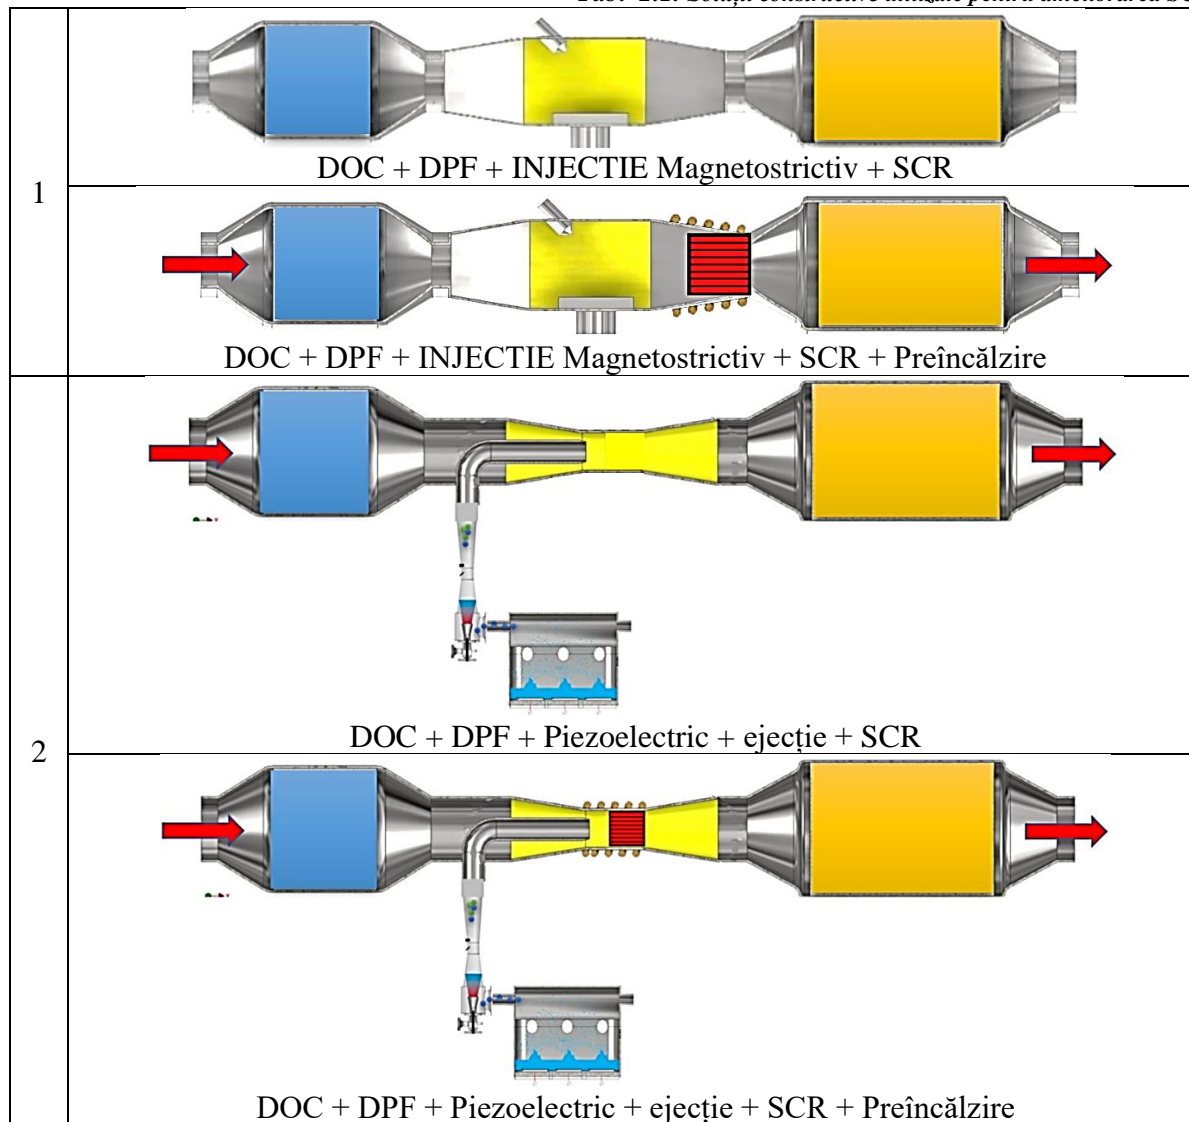 1
DOC + DPF + INJECTIE Magnetostrictiv + SCR
DOC + DPF + INJECTIE Magnetostrictiv + SCR + Preîncălzire
2
DOC + DPF + Piezoelectric + ejecție + SCR
DOC + DPF + Piezoelectric + ejecție + SCR + Preîncălzire